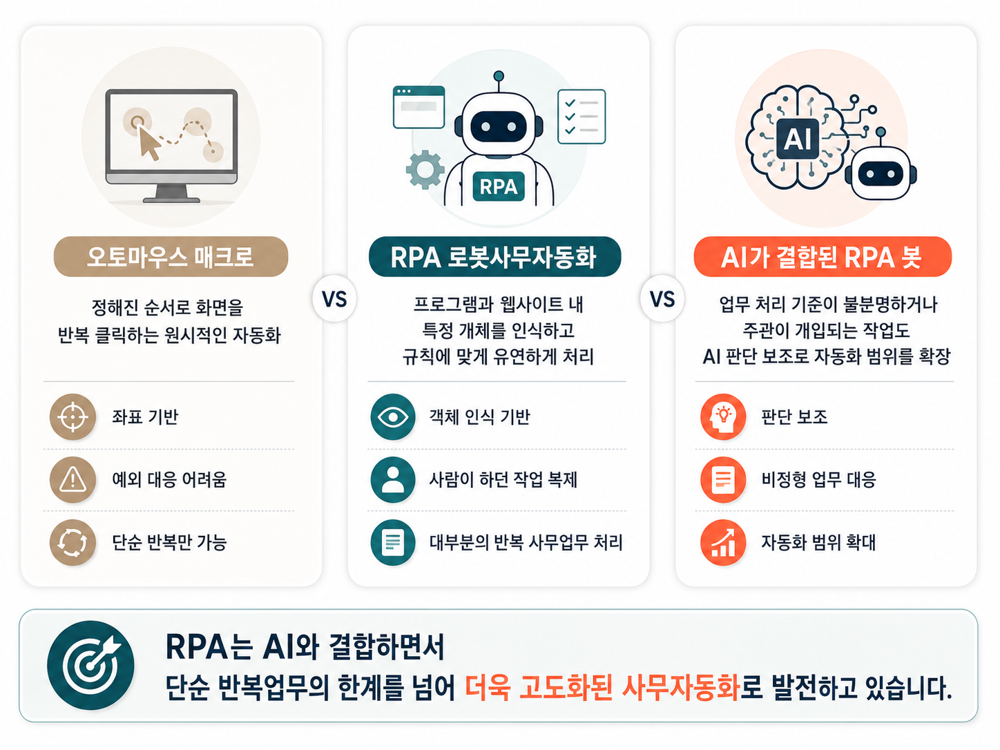 RPA
AI
오토마우스 매크로
정해진 순서로 화면을
반복 클릭하는 원시적인 자동화
좌표 기반
예외 대응 어려움
단순 반복만 가능
VS
RPA 로봇사무자동화
프로그램과 웹사이트 내
특정 개체를 인식하고
규칙에 맞게 유연하게 처리
객체 인식 기반
사람이 하던 작업 복제
대부분의 반복 사무업무 처리
VS
AI가 결합된 RPA 봇
업무 처리 기준이 불분명하거나
주관이 개입되는 작업도
AI 판단 보조로 자동화 범위를 확장
판단 보조
비정형 업무 대응
자동화 범위 확대
RPA는 AI와 결합하면서
단순 반복업무의 한계를 넘어 더욱 고도화된 사무자동화로 발전하고 있습니다.